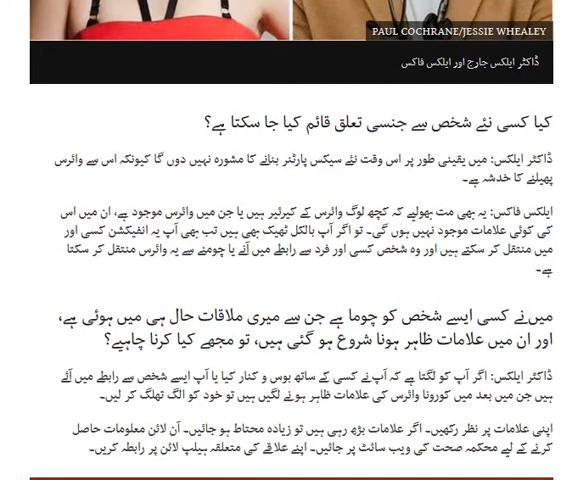 PAUL COCHRANE/JESSIE WHEALEY
ڈاکٹر ایلکس جارج اور ایلکس فاکس
کیا کسی نئے شخص سے جنسی تعلق قائم کیا جا سکتا ہے؟
ڈاکٹر ایلکس: میں یقینی طور پر اس وقت نئے سیکس پارٹنر بنانے کا مشورہ نہیں دوں گا کیونکہ اس سے وائرس
پھیلنے کا خدشہ ہے۔
ایلکس فاکس: یہ بھی مت بھولیے کہ کچھ لوگ وائرس کے کیرئیر ہیں یا جن میں وائرس موجود ہے، ان میں اس
کی کوئی علامات موجود نہیں ہوں گی۔ تو اگر آپ بالکل ٹھیک بھی ہیں تب بھی آپ یہ انفیکشن کسی اور
میں منتقل کر سکتے ہیں اور وہ شخص کسی اور فرد سے رابطے میں آنے یا چومنے سے یہ وائرس منتقل کر سکتا
ہے۔
میں نے کسی ایسے شخص کو چوما ہے جن سے میری ملاقات حال ہی میں ہوئی ہے،
اور ان میں علامات ظاہر ہونا شروع ہو گئی ہیں، تو مجھے کیا کرنا چاہیے؟
ڈاکٹر ایلکس: اگر آپ کو لگتا ہے کہ آپ نے کسی کے ساتھ بوس و کنار کیا یا آپ ایسے شخص سے رابطے میں آئے
ہیں جن میں بعد میں کورونا وائرس کی علامات ظاہر ہونے لگیں ہیں تو خود کو الگ تھلگ کر لیں۔
اپنی علامات پر نظر رکھیں۔ اگر علامات بڑھ رہی ہیں تو زیادہ محتاط ہو جائیں۔ آن لائن معلومات حاصل
کرنے کے لیے محکمہ صحت کی ویب سائٹ پر جائیں۔ اپنے علاقے کی متعلقہ ہیلپ لائن پر رابطہ کریں۔